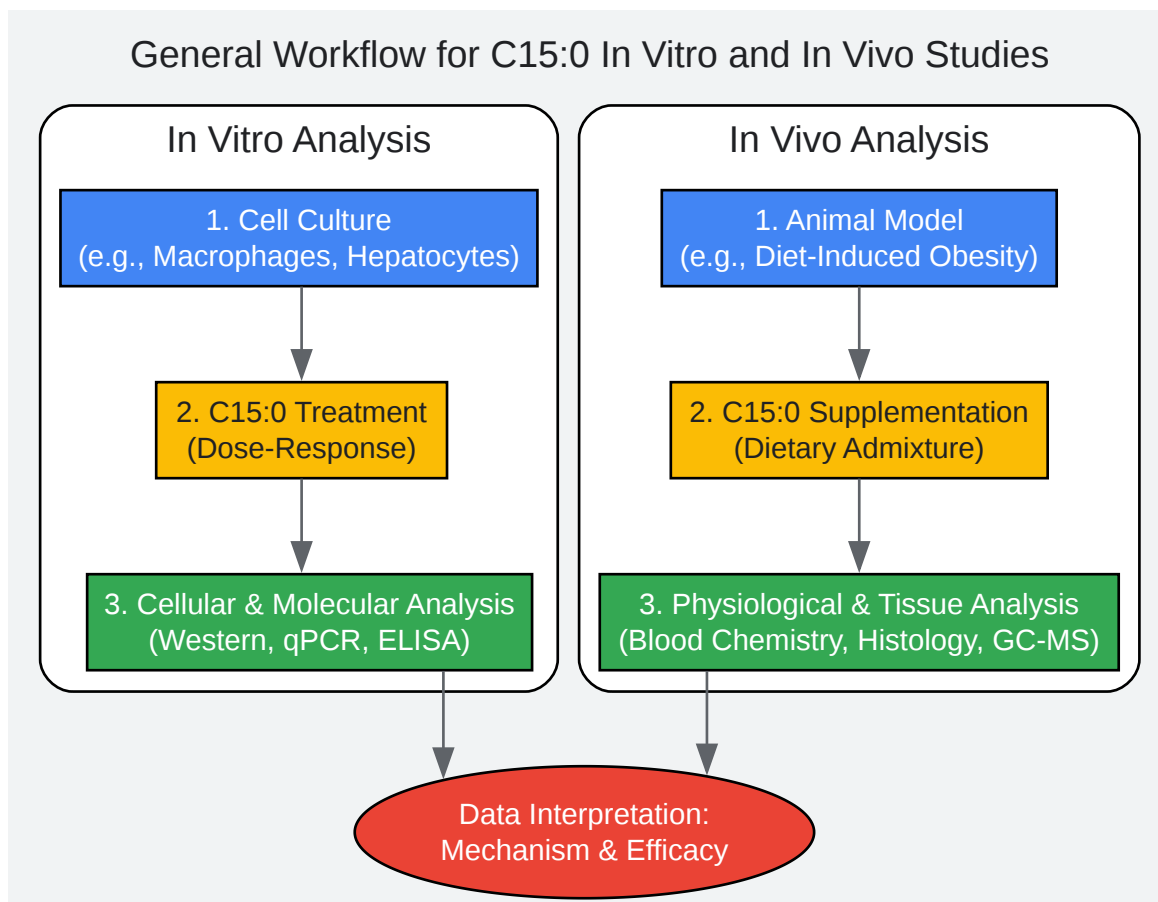 General Workflow for C15:0 In Vitro and In Vivo Studies
In Vitro Analysis
1. Cell Culture
(e.g., Macrophages, Hepatocytes)
2. C15:0 Treatment
(Dose-Response)
3. Cellular & Molecular Analysis
(Western, qPCR, ELISA)
In Vivo Analysis
1. Animal Model
(e.g., Diet-Induced Obesity)
2. C15:0 Supplementation
(Dietary Admixture)
3. Physiological & Tissue Analysis
(Blood Chemistry, Histology, GC-MS)
Data Interpretation:
Mechanism & Efficacy